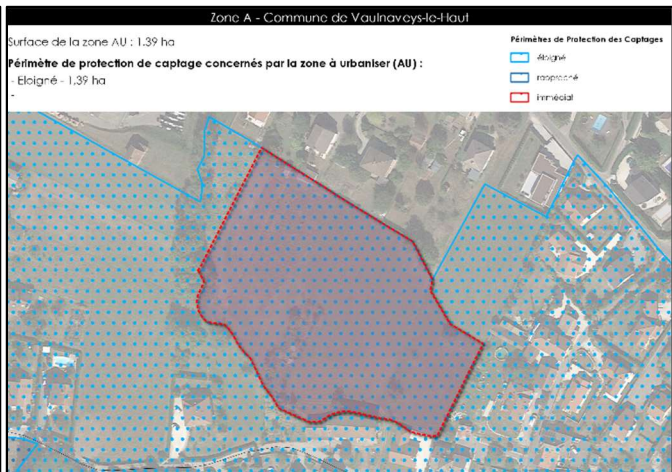 Zone A - Commune de Vaulnaveys-le-Haut
Surface de la zone AU : 1.39 ha
Périmètre de protection de captage concernés par la zone à urbaniser (AU) :
- Eloigné - 1,39 ha
-
Périmètres de Protection des Captages
éloigné
rapproché
immédiat